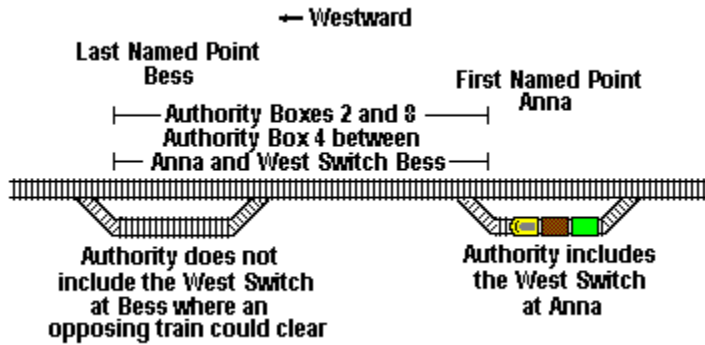 ← Westward
Last Named Point
Bess
First Named Point
Anna
Authority Boxes 2 and 8
Authority Box 4 between
Anna and West Switch Bess
Authority does not
include the West Switch
at Bess where an
opposing train could clear
Authority includes
the West Switch
at Anna